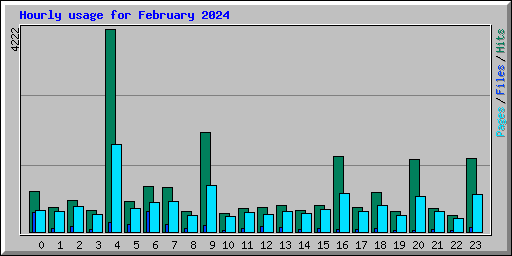 Hourly usage for February 2024
4222
Pages/Files/Hits
0 1 2 3 4 5 6 7 8 9 10 11 12 13 14 15 16 17 18 19 20 21 22 23